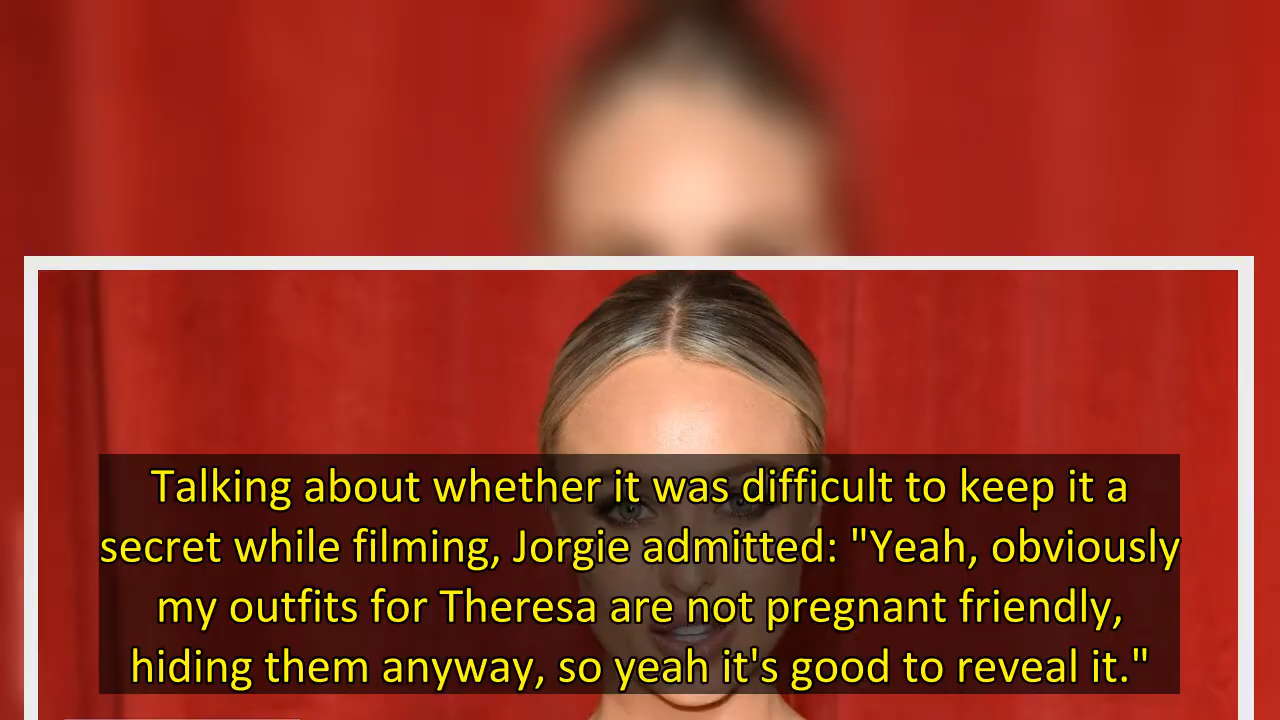 Talking about whether it was difficult to keep it a
secret while filming, Jorgie admitted: "Yeah, obviously
my outfits for Theresa are not pregnant friendly,
hiding them anyway, so yeah it's good to reveal it."